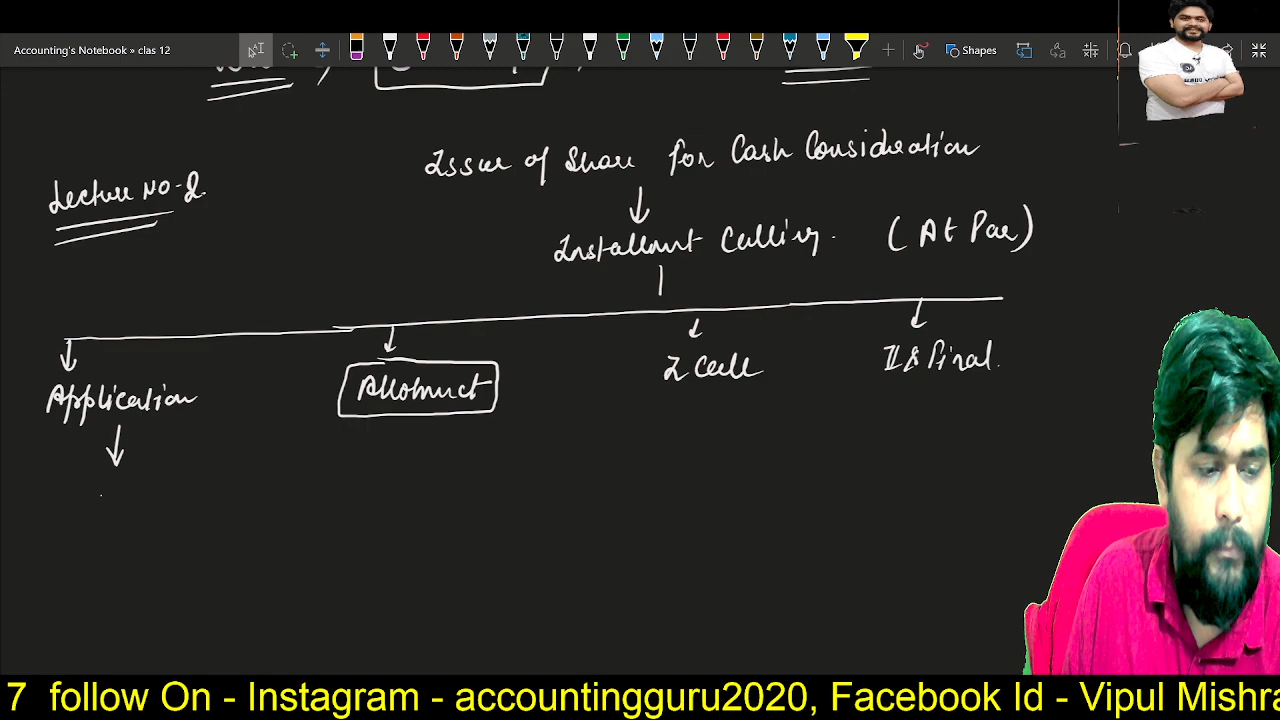 Accounting's Notebook » clas 12
Shapes
Issue of Share for Cash Consideration
Lecture No-2
Installment Calling. (At Par)
Application Allotment I Call II & Final.
7 follow On - Instagram - accountingguru2020, Facebook Id - Vipul Mishra